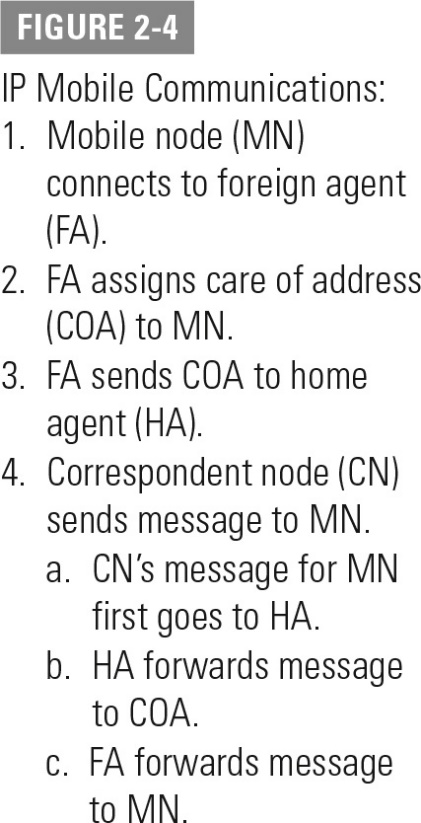 FIGURE 2-4
IP Mobile Communications:
1. Mobile node (MN)
connects to foreign agent
(FA).
2. FA assigns care of address
(COA) to MN.
3. FA sends COA to home
agent (HA).
4. Correspondent node (CN)
sends message to MN.
a. CN’s message for MN
first goes to HA.
b. HA forwards message
to COA.
c. FA forwards message
to MN.